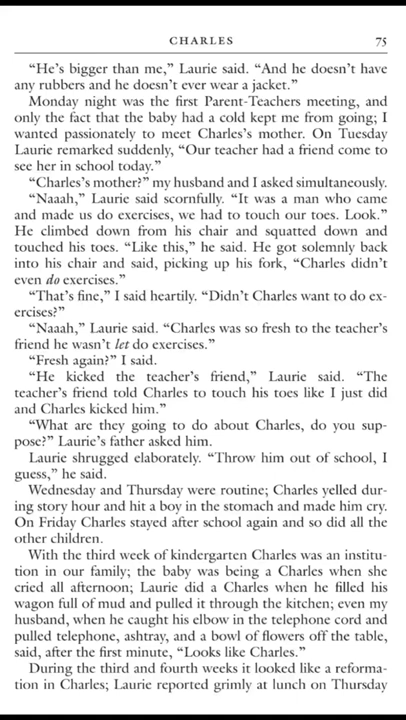 CHARLES 75
“He’s bigger than me,” Laurie said. “And he doesn’t have
any rubbers and he doesn’t ever wear a jacket.”
Monday night was the first Parent-Teachers meeting, and
only the fact that the baby had a cold kept me from going; I
wanted passionately to meet Charles’s mother. On Tuesday
Laurie remarked suddenly, “Our teacher had a friend come to
see her in school today.”
“Charles’s mother?” my husband and I asked simultaneously.
“Naaah,” Laurie said scornfully. “It was a man who came
and made us do exercises, we had to touch our toes. Look.”
He climbed down from his chair and squatted down and
touched his toes. “Like this,” he said. He got solemnly back
into his chair and said, picking up his fork, “Charles didn’t
even do exercises.”
“That’s fine,” I said heartily. “Didn’t Charles want to do ex-
ercises?”
“Naaah,” Laurie said. “Charles was so fresh to the teacher’s
friend he wasn’t let do exercises.”
“Fresh again?” I said.
“He kicked the teacher’s friend,” Laurie said. “The
teacher’s friend told Charles to touch his toes like I just did
and Charles kicked him.”
“What are they going to do about Charles, do you sup-
pose?” Laurie’s father asked him.
Laurie shrugged elaborately. “Throw him out of school, I
guess,” he said.
Wednesday and Thursday were routine; Charles yelled dur-
ing story hour and hit a boy in the stomach and made him cry.
On Friday Charles stayed after school again and so did all the
other children.
With the third week of kindergarten Charles was an institu-
tion in our family; the baby was being a Charles when she
cried all afternoon; Laurie did a Charles when he filled his
wagon full of mud and pulled it through the kitchen; even my
husband, when he caught his elbow in the telephone cord and
pulled telephone, ashtray, and a bowl of flowers off the table,
said, after the first minute, “Looks like Charles.”
During the third and fourth weeks it looked like a reforma-
tion in Charles; Laurie reported grimly at lunch on Thursday